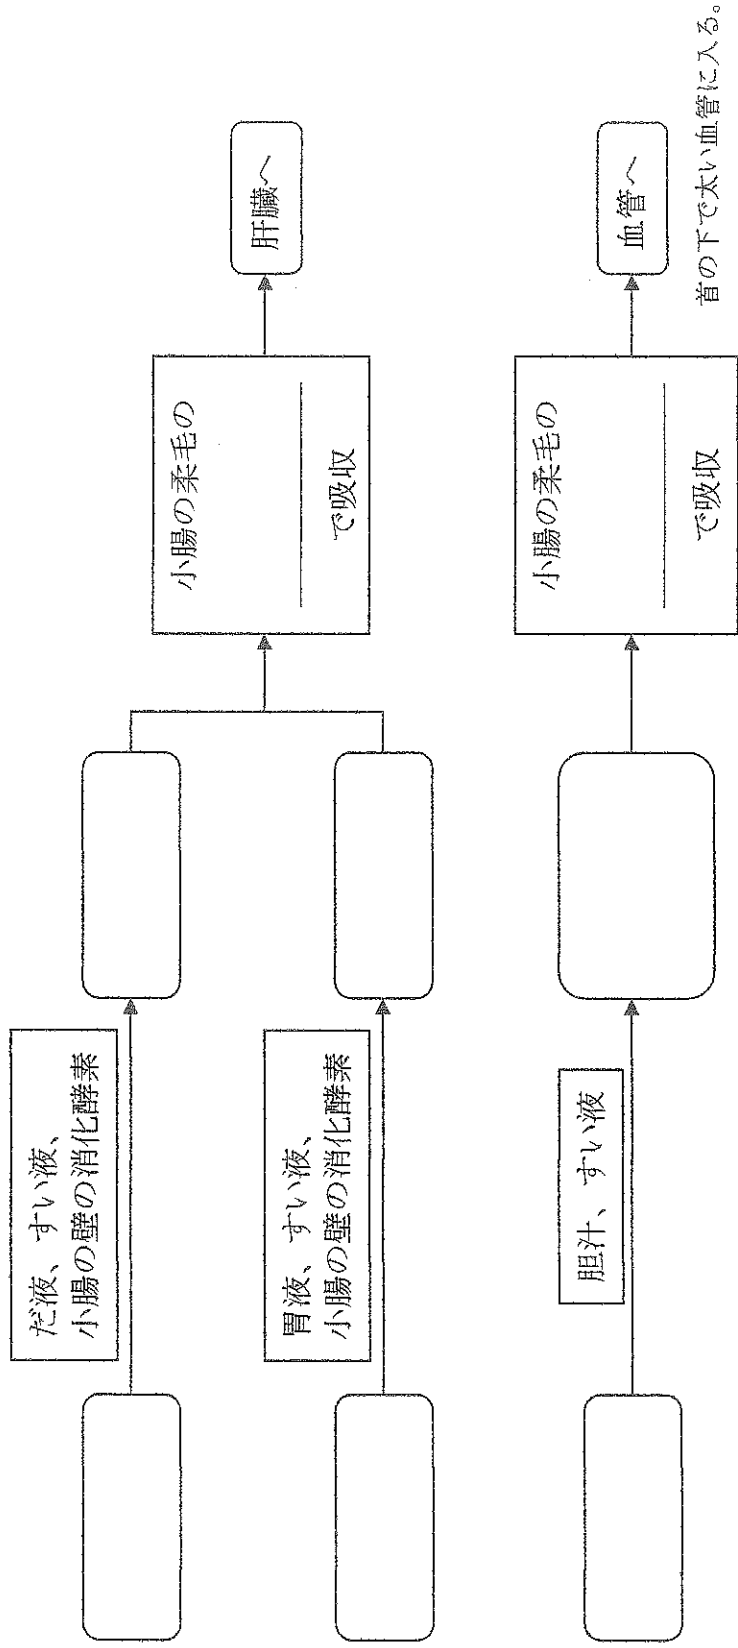 だ液、すい液、
小腸の壁の消化酵素
小腸の柔毛の
で吸収
肝臓へ
胃液、すい液、
小腸の壁の消化酵素
胆汁、すい液
小腸の柔毛の
で吸収
血管へ
首の下で太い血管に入る。